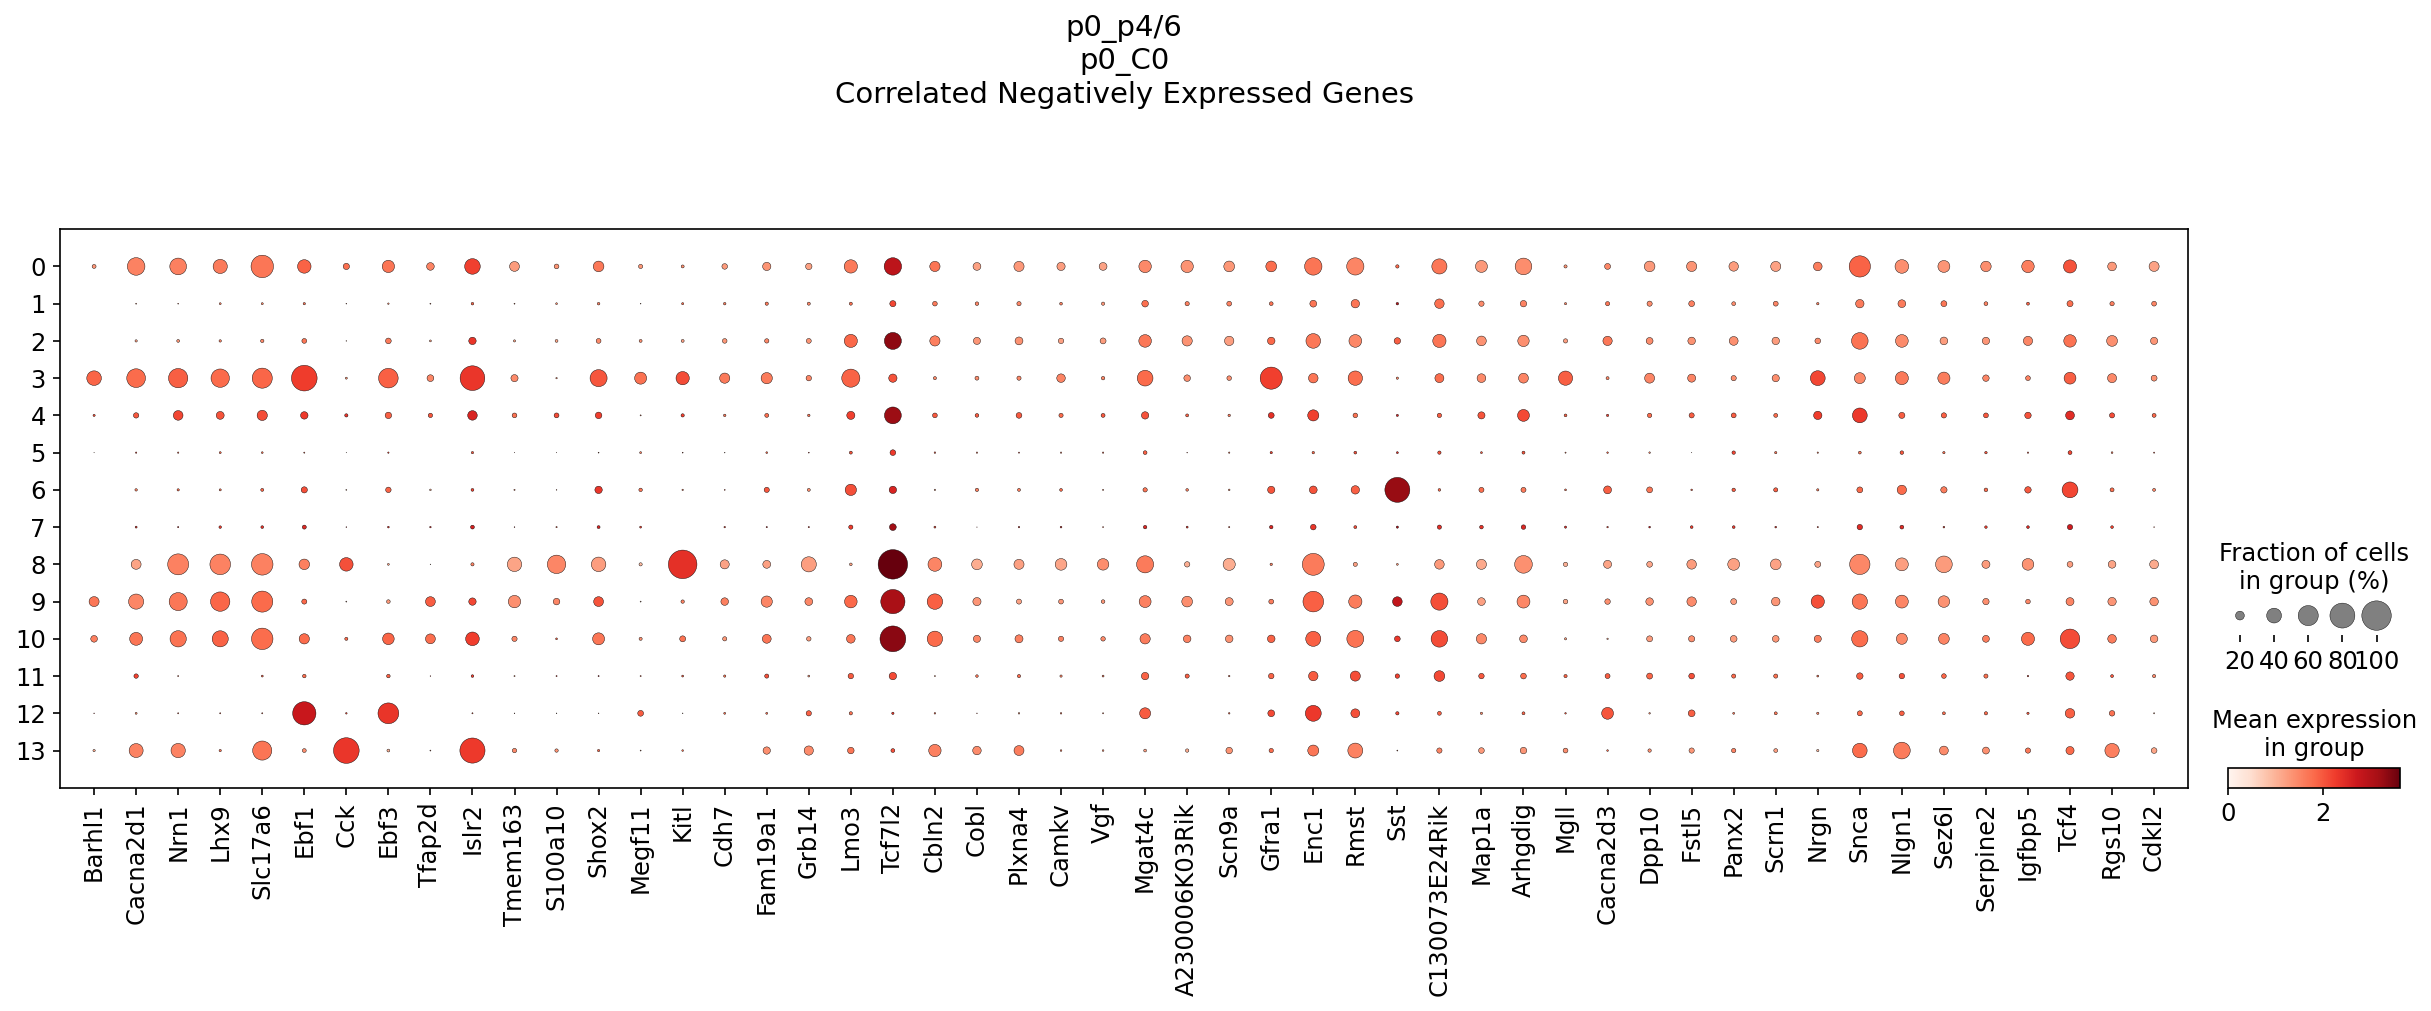 p0_p4/6
p0_C0
Correlated Negatively Expressed Genes
0
1
2
3
4
5
6
7
8
9
10
11
12
13
Barhl1
Cacna2d1
Nrn1
Lhx9
Slc17a6
Ebf1
Cck
Ebf3
Tfap2d
Islr2
Tmem163
S100a10
Shox2
Megf11
Kitl
Cdh7
Fam19a1
Grb14
Lmo3
Tcf7l2
Cbln2
Cobl
Plxna4
Camkv
Vgf
Mgat4c
A230006K03Rik
Scn9a
Gfra1
Enc1
Rmst
Sst
C130073E24Rik
Map1a
Arhgdig
Mgll
Cacna2d3
Dpp10
Fstl5
Panx2
Scrn1
Nrgn
Snca
Nlgn1
Sez6l
Serpine2
Igfbp5
Tcf4
Rgs10
Cdkl2
Fraction of cells
in group (%)
20 40 60 80 100
Mean expression
in group
0 2